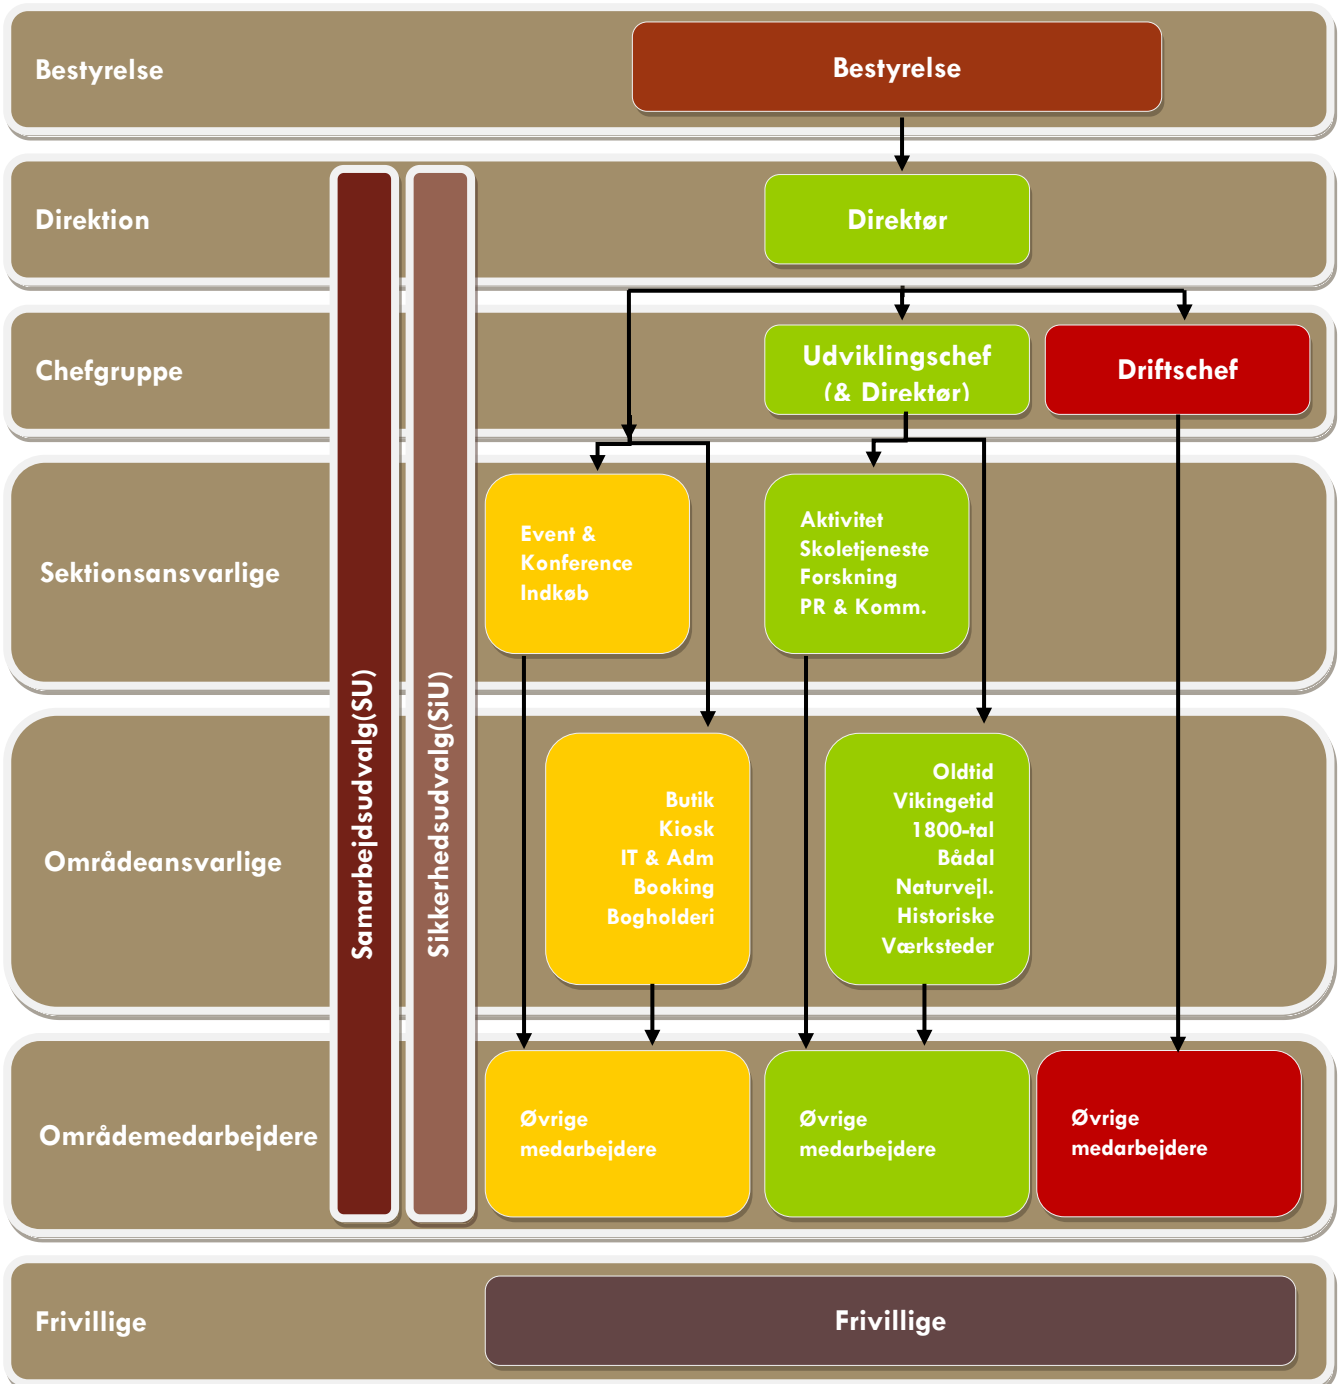 Bestyrelse
Bestyrelse
Direktion
Direktør
Chefgruppe
Udviklingschef
(& Direktør)
Driftschef
Sektionsansvarlige
Event &
Konference
Indkøb
Aktivitet
Skoletjeneste
Forskning
PR & Komm.
Samarbejdsudvalg(SU)
Sikkerhedsudvalg(SiU)
Områdeansvarlige
Butik
Kiosk
IT & Adm
Booking
Bogholderi
Oldtid
Vikingetid
1800-tal
Bådal
Naturvejl.
Historiske
Værksteder
Områdemedarbejdere
Øvrige
medarbejdere
Øvrige
medarbejdere
Øvrige
medarbejdere
Frivillige
Frivillige